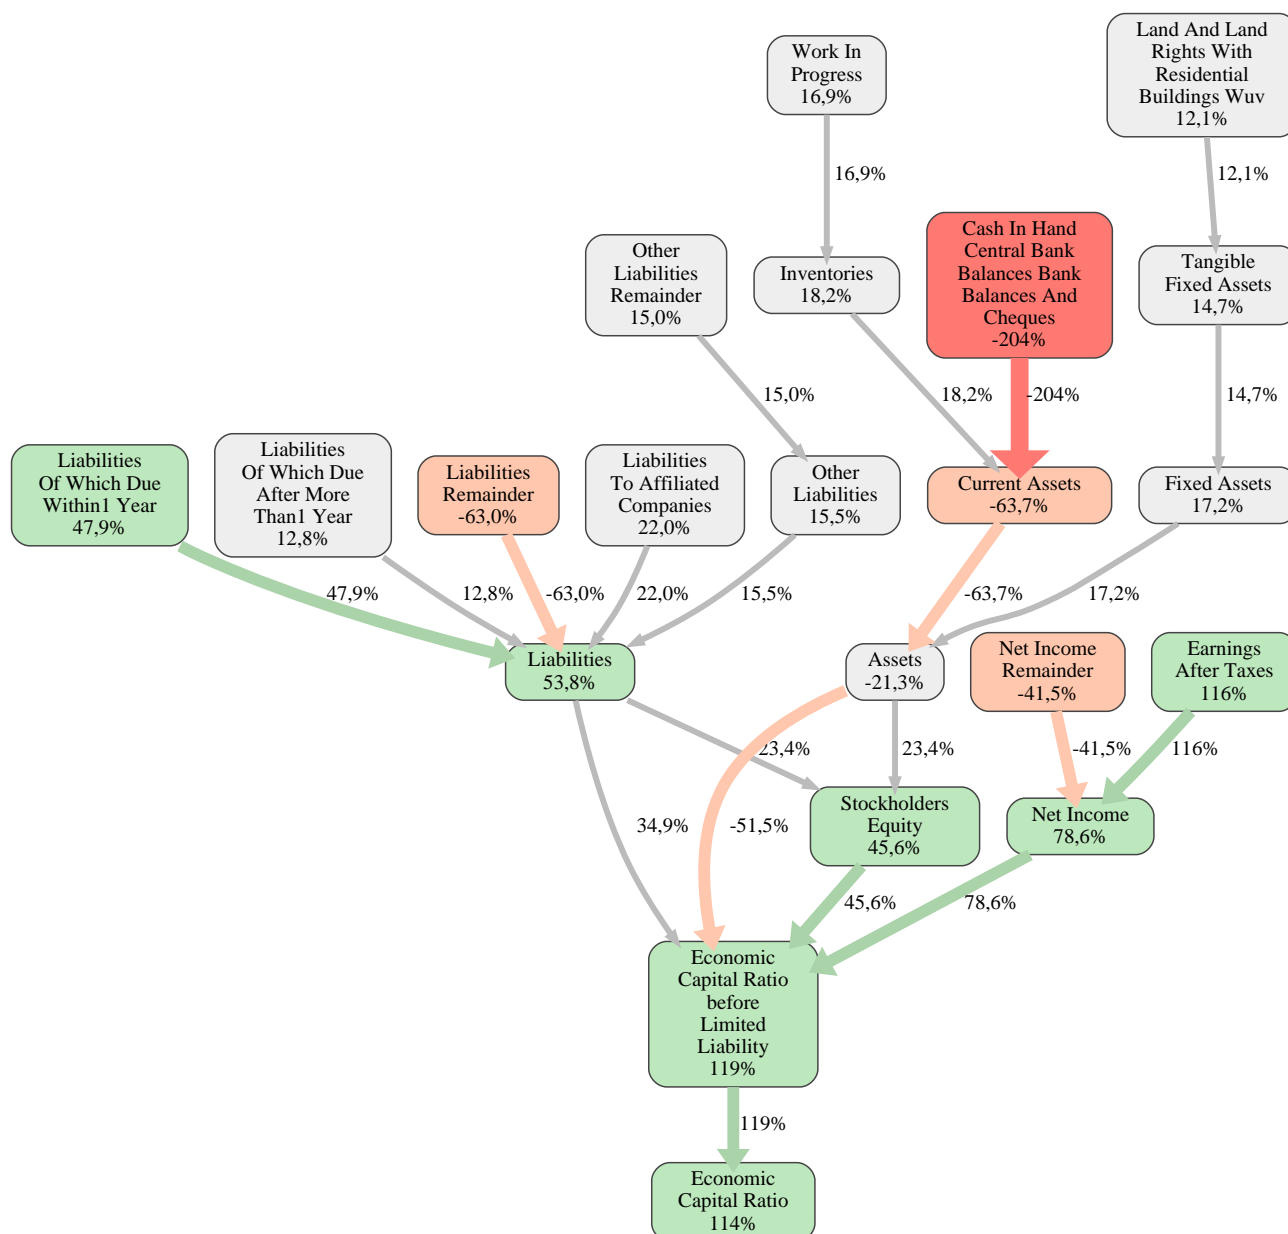 Work In
Progress
16,9%
Land And Land
Rights With
Residential
Buildings Wuv
12,1%
16,9%
12,1%
Other
Liabilities
Remainder
15,0%
Inventories
18,2%
Cash In Hand
Central Bank
Balances Bank
Balances And
Cheques
-204%
Tangible
Fixed Assets
14,7%
15,0%
18,2%
-204%
14,7%
Liabilities
Of Which Due
Within1 Year
47,9%
Liabilities
Of Which Due
After More
Than1 Year
12,8%
Liabilities
Remainder
-63,0%
Liabilities
To Affiliated
Companies
22,0%
Other
Liabilities
15,5%
Current Assets
-63,7%
Fixed Assets
17,2%
47,9%
12,8%
-63,0%
22,0%
15,5%
-63,7%
17,2%
Liabilities
53,8%
Assets
-21,3%
Net Income
Remainder
-41,5%
Earnings
After Taxes
116%
23,4%
23,4%
-41,5%
116%
34,9%
-51,5%
Stockholders
Equity
45,6%
Net Income
78,6%
45,6%
78,6%
Economic
Capital Ratio
before
Limited
Liability
119%
119%
Economic
Capital Ratio
114%